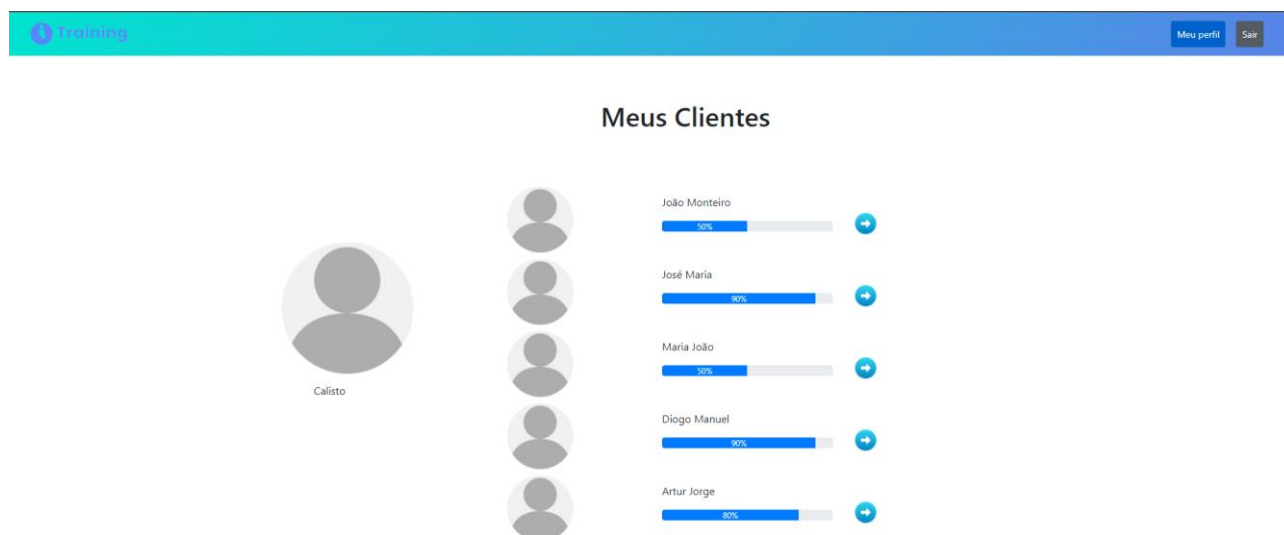 Training
Meu perfil Sair
Meus Clientes
João Monteiro
50%
José Maria
90%
Maria João
50%
Calisto
Diogo Manuel
90%
Artur Jorge
80%